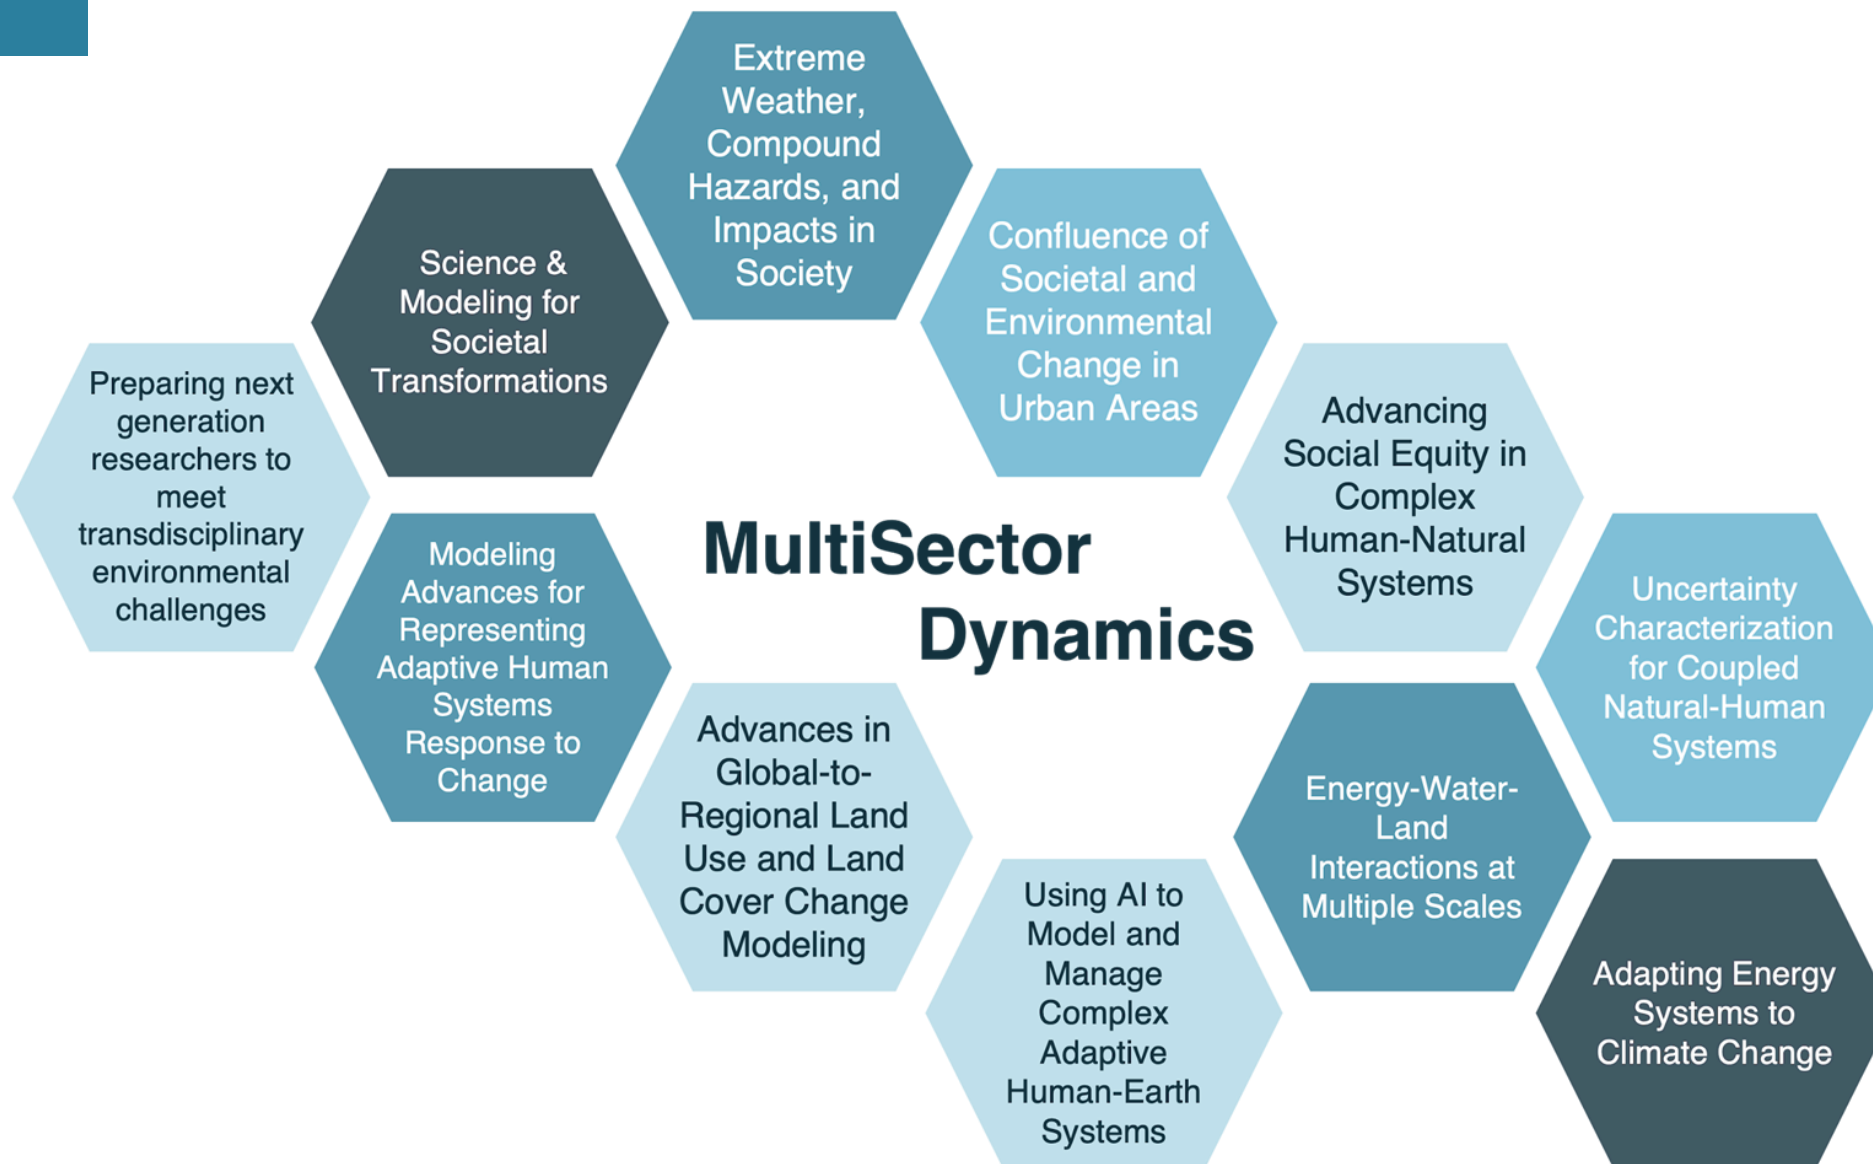 Extreme
Weather,
Compound
Hazards, and
Impacts in
Society
Science &
Modeling for
Societal
Transformations
Confluence of
Societal and
Environmental
Change in
Urban Areas
Preparing next
generation
researchers to
meet
transdisciplinary
environmental
challenges
Advancing
Social Equity in
Complex
Human-Natural
Systems
MultiSector
Dynamics
Modeling
Advances for
Representing
Adaptive Human
Systems
Response to
Change
Uncertainty
Characterization
for Coupled
Natural-Human
Systems
Advances in
Global-to-
Regional Land
Use and Land
Cover Change
Modeling
Energy-Water-
Land
Interactions at
Multiple Scales
Using AI to
Model and
Manage
Complex
Adaptive
Human-Earth
Systems
Adapting Energy
Systems to
Climate Change